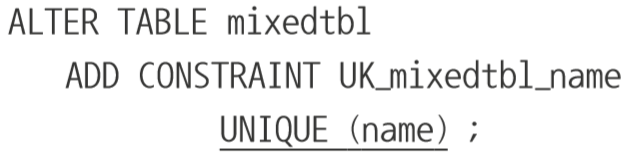 ALTER TABLE mixedtbl
ADD CONSTRAINT UK_mixedtbl_name
UNIQUE (name) ;